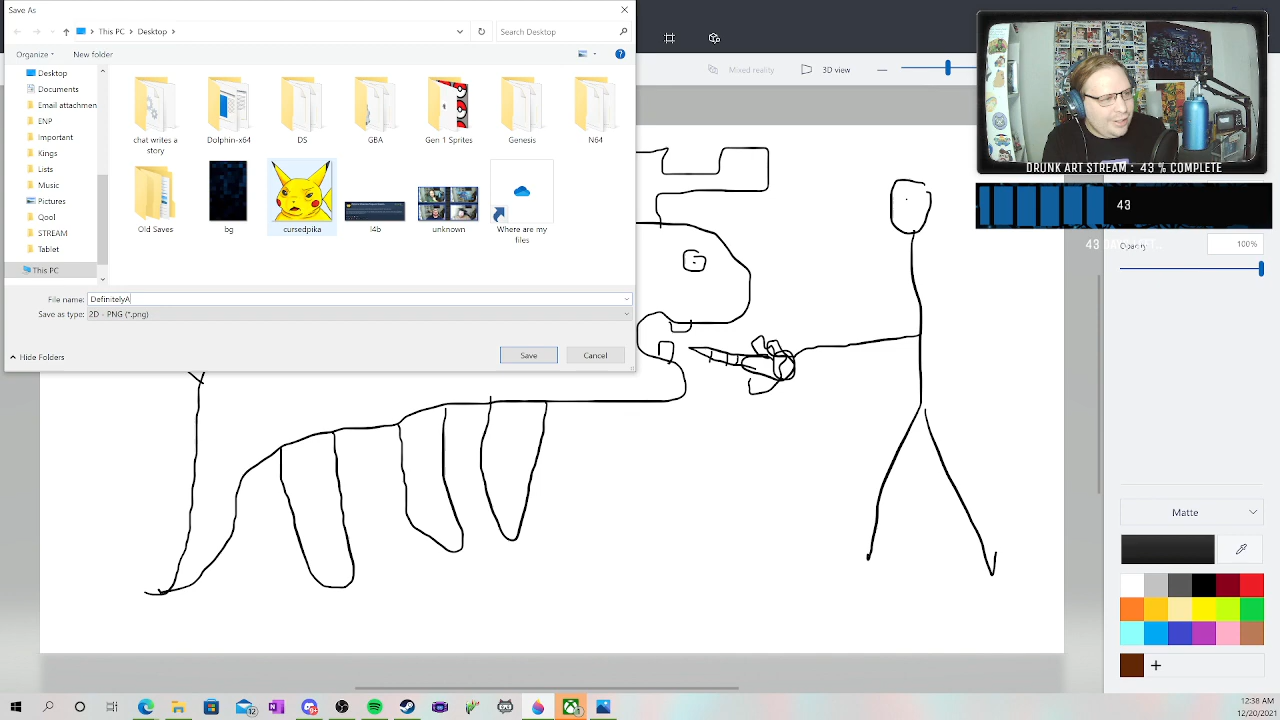 Save As
This PC
Desktop
Search Desktop
Organize
New folder
Mixed reality
3D view
Desktop
Documents
Email attachmen
ENP
Important
Kings
Lists
Music
Pictures
Qool
STREAM
Tablet
This PC
chat writes a story
Dolphin-x64
DS
GBA
Gen 1 Sprites
Genesis
N64
Old Saves
bg
cursedpika
l4b
unknown
Where are my files
File name: DefinitelyA
Save as type: 2D - PNG (*.png)
Hide Folders
Save
Cancel
DRUNK ART STREAM : 43 % COMPLETE
43
43
Opacity
100%
Matte
12
12:38 AM
12/20/2021